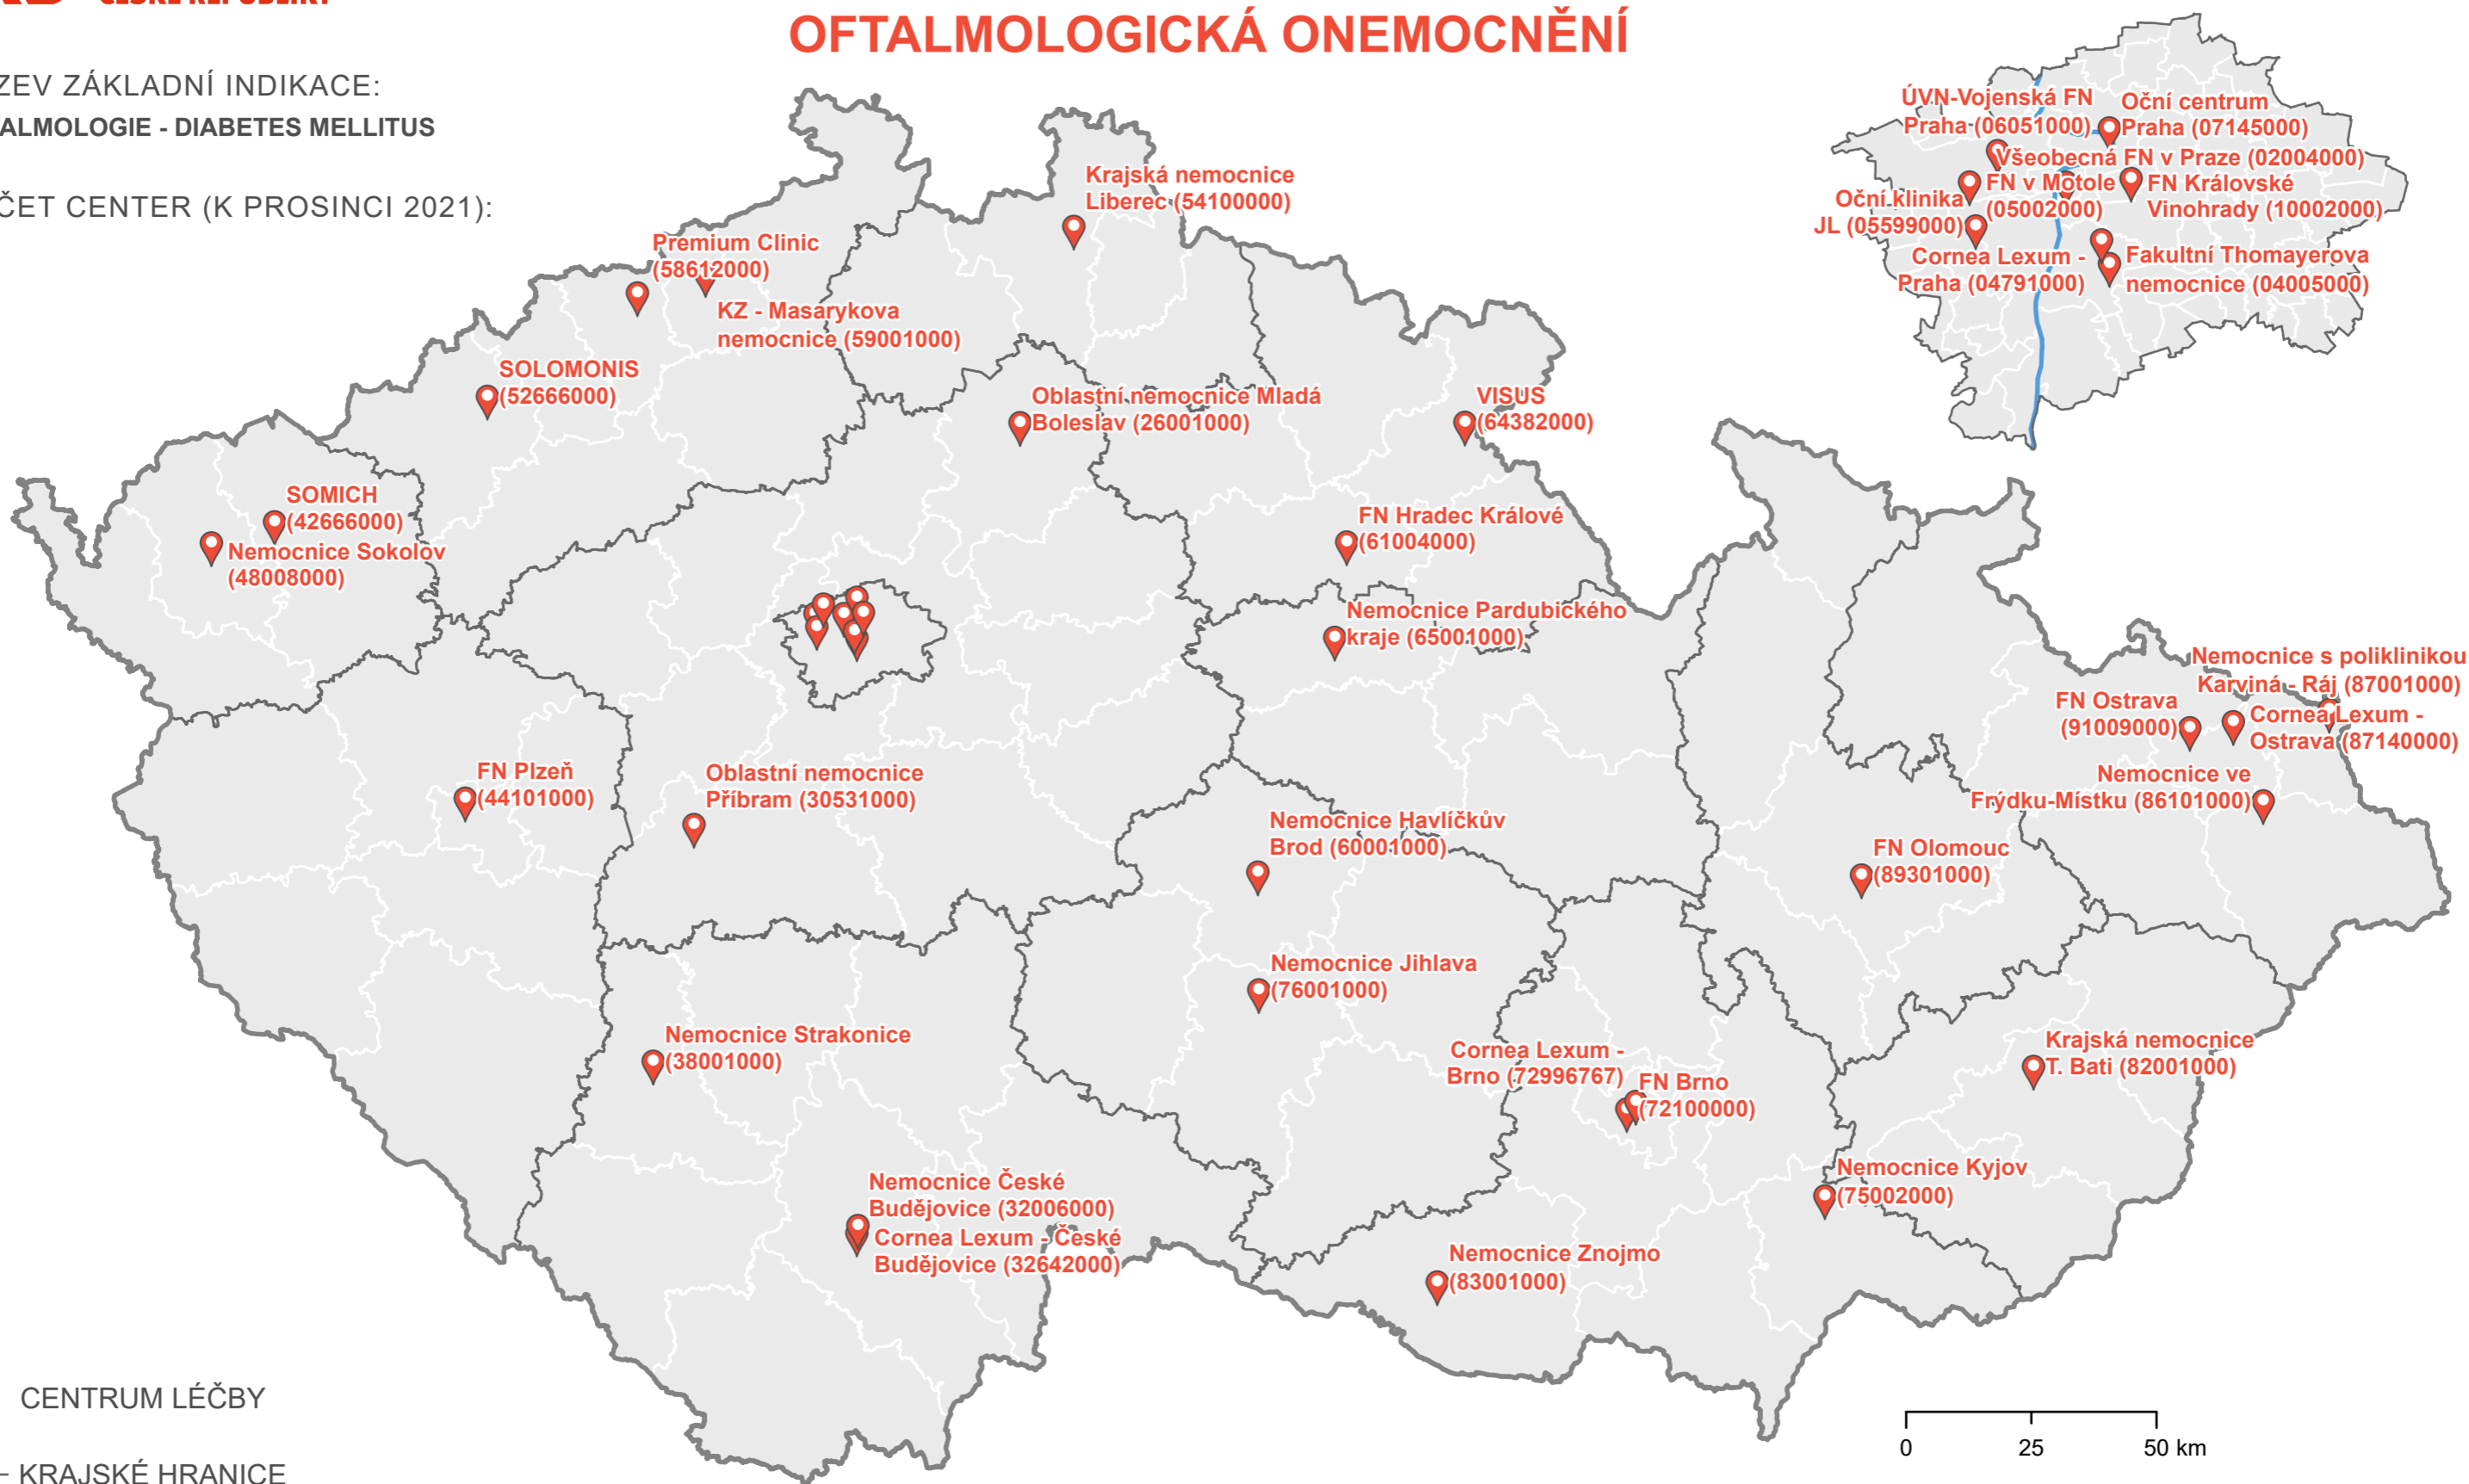 ČESKÉ REPUBLIKY
OFTALMOLOGICKÁ ONEMOCNĚNÍ
ZEV ZÁKLADNÍ INDIKACE:
ALMOLOGIE - DIABETES MELLITUS
ČET CENTER (K PROSINCI 2021):
ÚVN-Vojenská FN
Praha (06051000)
Oční centrum
Praha (07145000)
Všeobecná FN v Praze (02004000)
FN v Motole
(05002000)
FN Královské
Vinohrady (10002000)
Oční klinika
JL (05599000)
Cornea Lexum -
Praha (04791000)
Fakultní Thomayerova
nemocnice (04005000)
Krajská nemocnice
Liberec (54100000)
Premium Clinic
(58612000)
KZ - Masarykova
nemocnice (59001000)
SOLOMONIS
(52666000)
Oblastní nemocnice Mladá
Boleslav (26001000)
VISUS
(64382000)
SOMICH
(42666000)
Nemocnice Sokolov
(48008000)
FN Hradec Králové
(61004000)
Nemocnice Pardubického
kraje (65001000)
Nemocnice s poliklinikou
Karviná - Ráj (87001000)
FN Ostrava
(91009000)
Cornea Lexum -
Ostrava (87140000)
Nemocnice ve
Frýdku-Místku (86101000)
FN Plzeň
(44101000)
Oblastní nemocnice
Příbram (30531000)
Nemocnice Havlíčkův
Brod (60001000)
FN Olomouc
(89301000)
Nemocnice Jihlava
(76001000)
Nemocnice Strakonice
(38001000)
Cornea Lexum -
Brno (72996767)
FN Brno
(72100000)
Krajská nemocnice
T. Bati (82001000)
Nemocnice Kyjov
(75002000)
Nemocnice České
Budějovice (32006000)
Cornea Lexum - České
Budějovice (32642000)
Nemocnice Znojmo
(83001000)
CENTRUM LÉČBY
KRAJSKÉ HRANICE
0 25 50 km